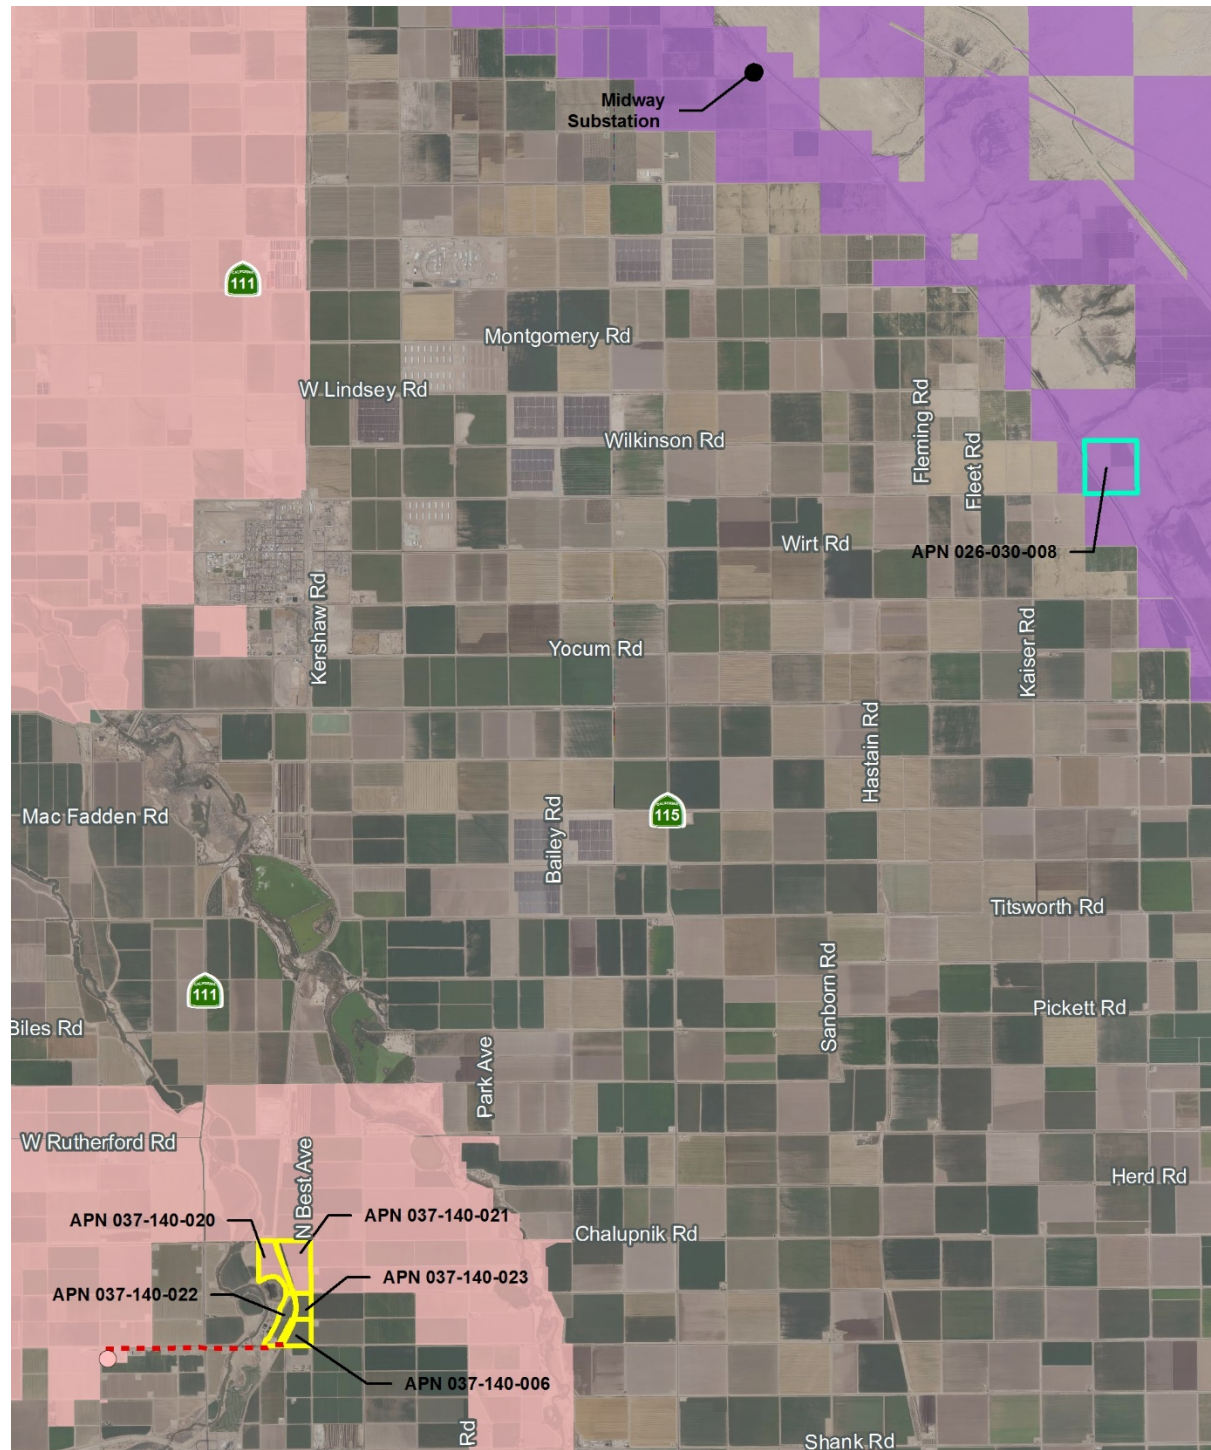 Midway
Substation
CALIFORNIA
111
Montgomery Rd
W Lindsey Rd
Wilkinson Rd
Fleming Rd
Fleet Rd
Wirt Rd
APN 026-030-008
Kershaw Rd
Yocum Rd
Kaiser Rd
Hastain Rd
Mac Fadden Rd
Bailey Rd
CALIFORNIA
115
Titsworth Rd
Sanborn Rd
CALIFORNIA
111
Pickett Rd
Biles Rd
Park Ave
W Rutherford Rd
N Best Ave
Herd Rd
APN 037-140-020
APN 037-140-021
Chalupnik Rd
APN 037-140-023
APN 037-140-022
APN 037-140-006
Rd
Shank Rd